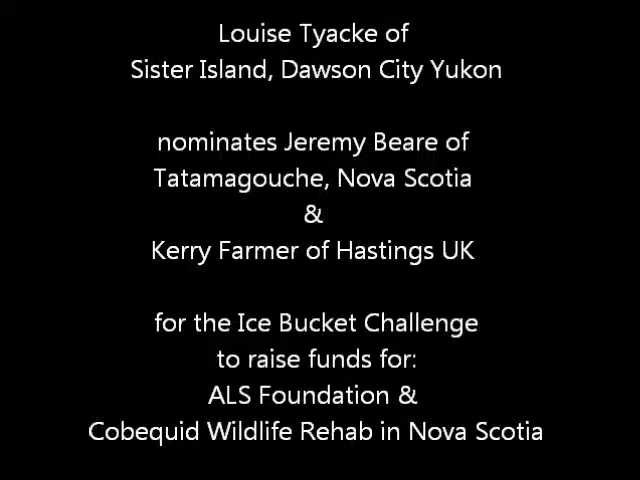 Louise Tyacke of
Sister Island, Dawson City Yukon
nominates Jeremy Beare of
Tatamagouche, Nova Scotia
&
Kerry Farmer of Hastings UK
for the Ice Bucket Challenge
to raise funds for:
ALS Foundation &
Cobequid Wildlife Rehab in Nova Scotia